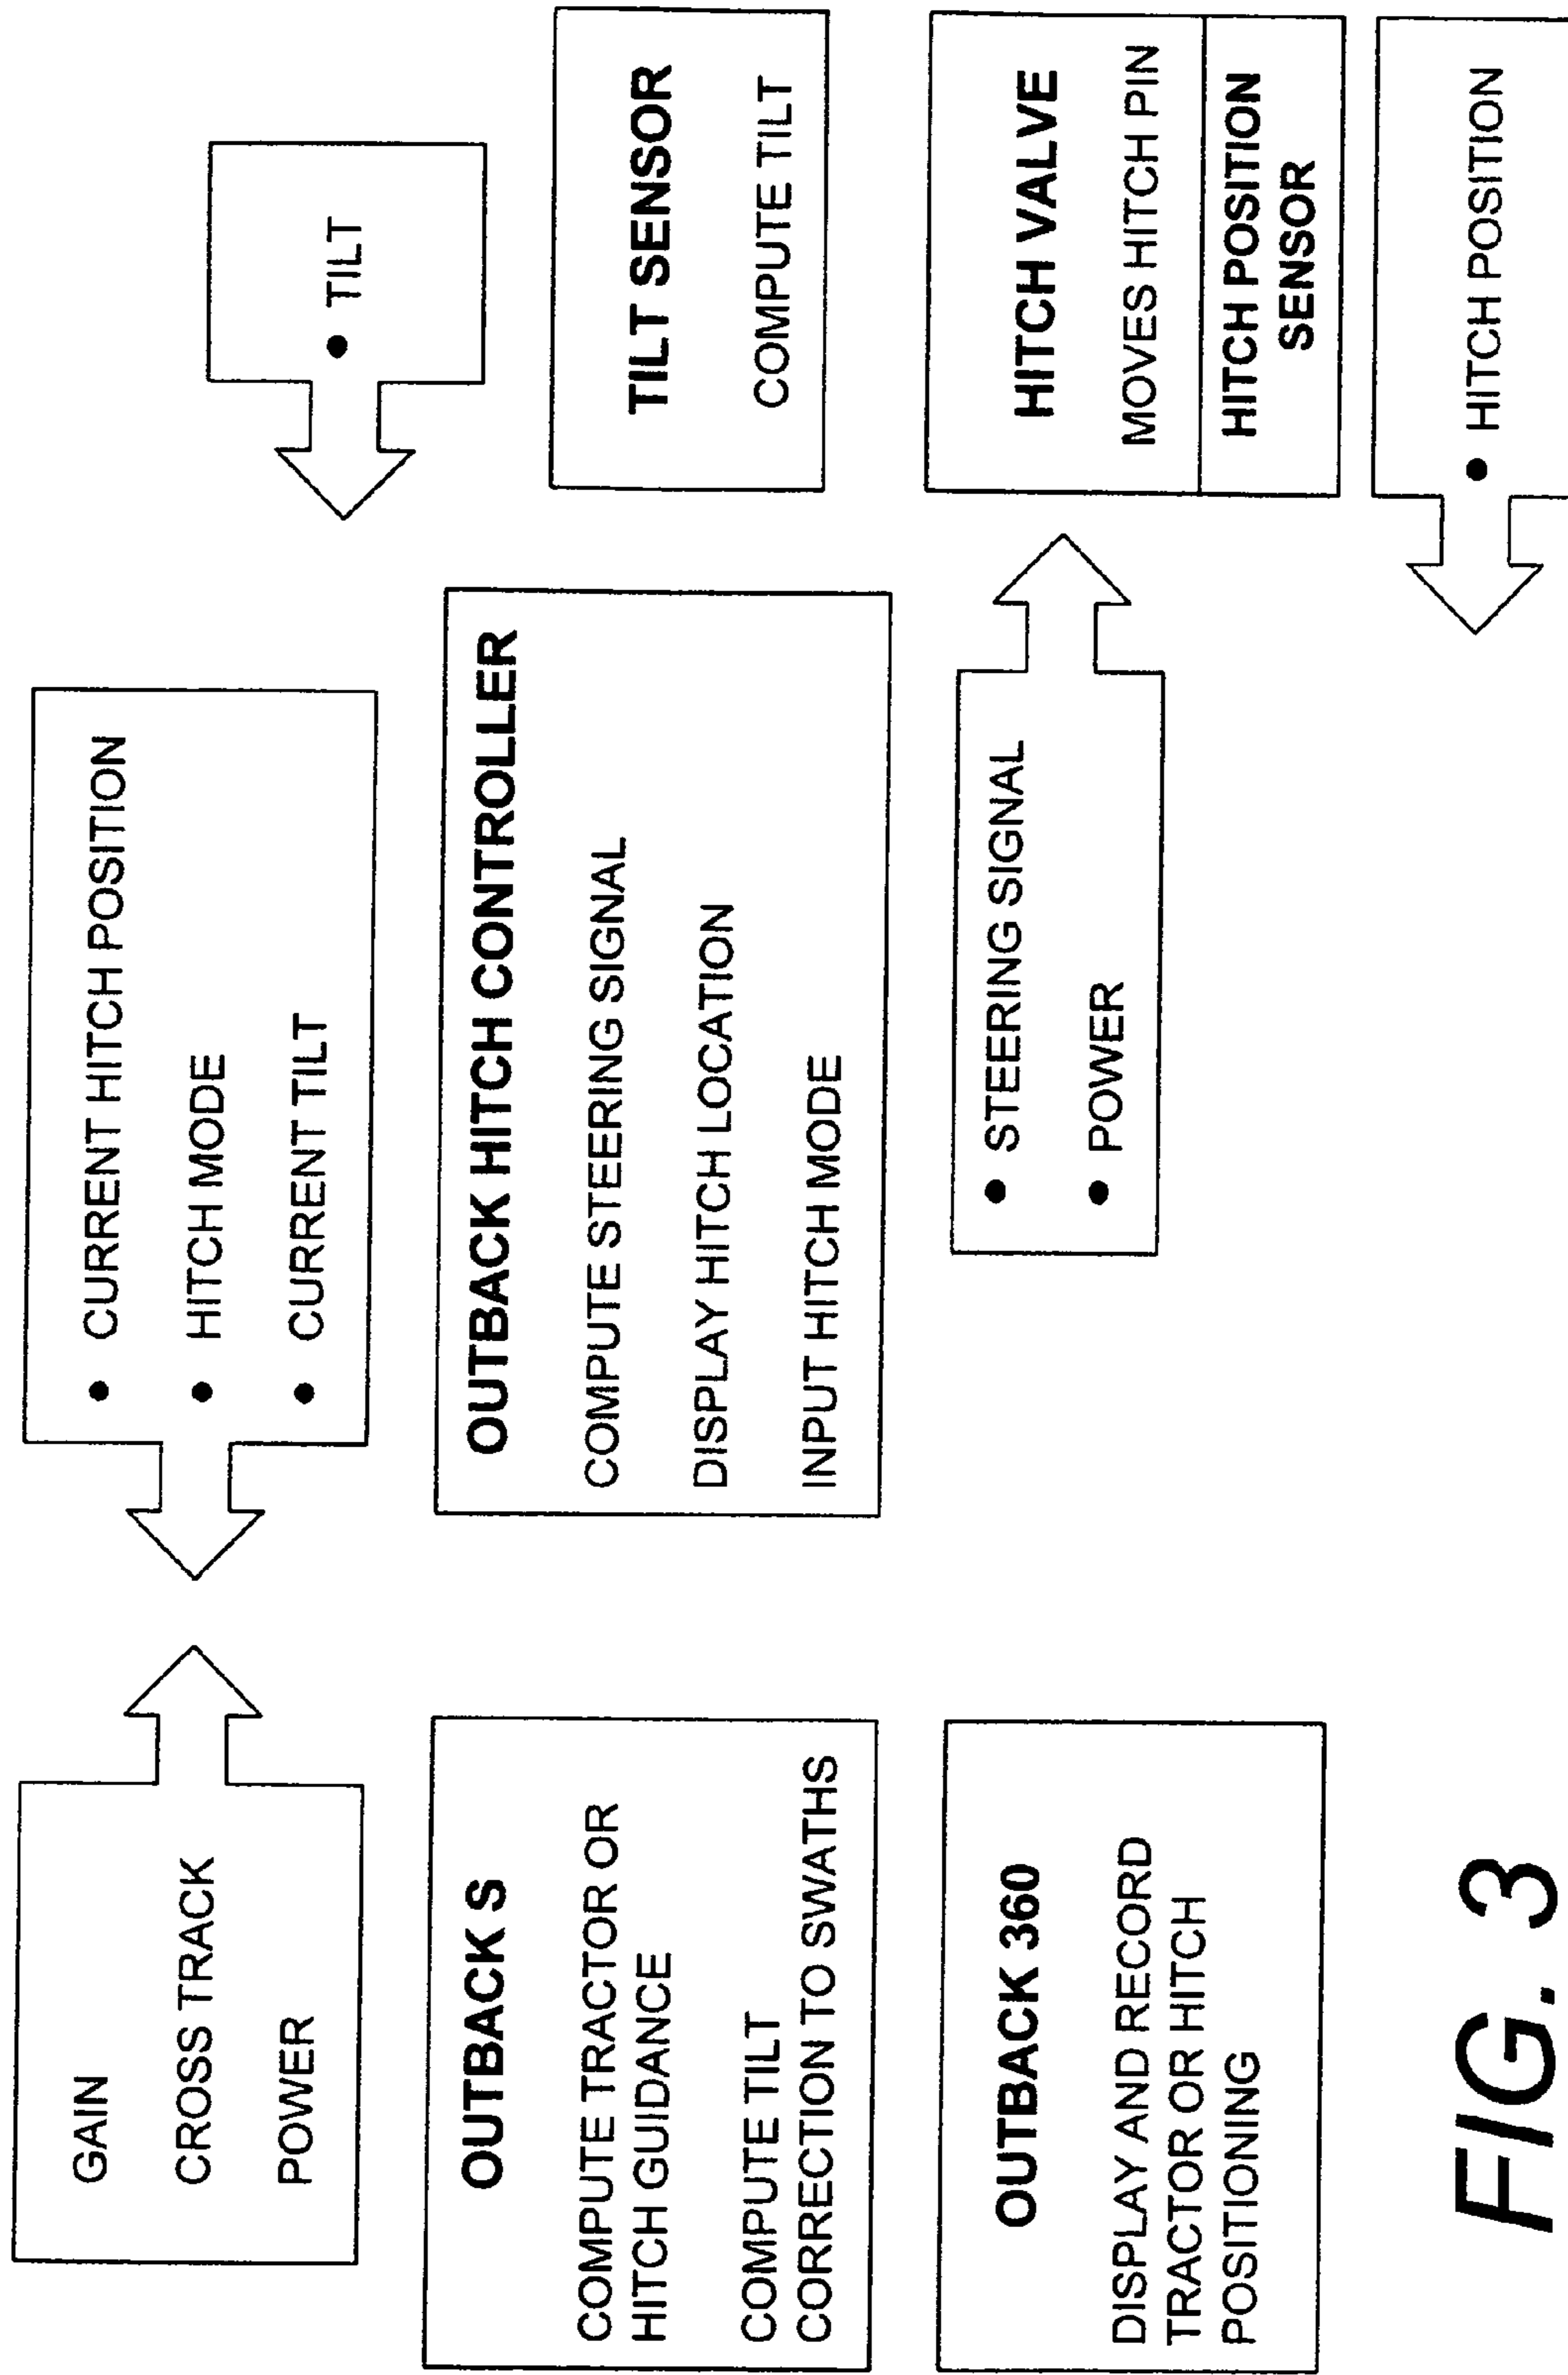 GAIN
CROSS TRACK
POWER
• CURRENT HITCH POSITION
• HITCH MODE
• CURRENT TILT
• TILT
OUTBACK S
COMPUTE TRACTOR OR
HITCH GUIDANCE
COMPUTE TILT
CORRECTION TO SWATHS
OUTBACK HITCH CONTROLLER
COMPUTE STEERING SIGNAL
DISPLAY HITCH LOCATION
INPUT HITCH MODE
TILT SENSOR
COMPUTE TILT
OUTBACK 360
DISPLAY AND RECORD
TRACTOR OR HITCH
POSITIONING
• STEERING SIGNAL
• POWER
HITCH VALVE
MOVES HITCH PIN
HITCH POSITION
SENSOR
• HITCH POSITION
FIG. 3